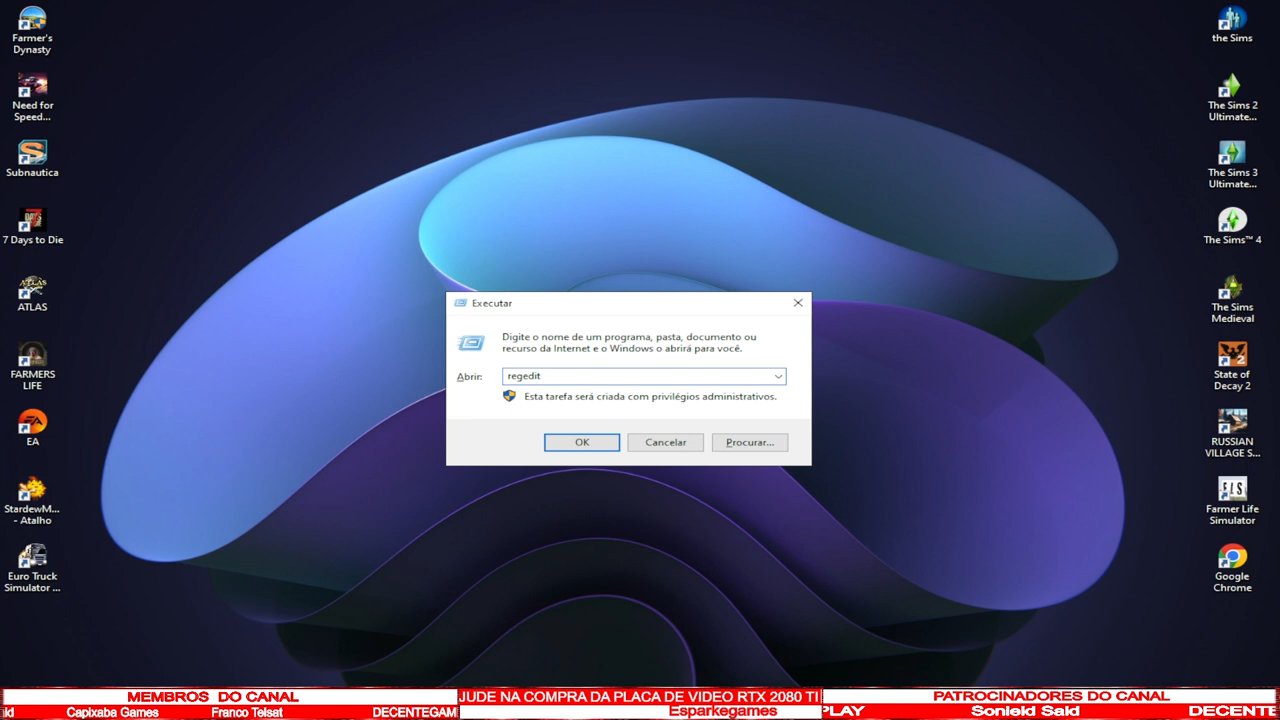 Farmer's
Dynasty
Need for
Speed...
Subnautica
7 Days to Die
ATLAS
FARMERS
LIFE
EA
StardewM...
- Atalho
Euro Truck
Simulator ...
Executar
Digite o nome de um programa, pasta, documento ou
recurso da Internet e o Windows o abrirá para você.
Abrir:
regedit
Esta tarefa será criada com privilégios administrativos.
OK
Cancelar
Procurar...
the Sims
The Sims 2
Ultimate...
The Sims 3
Ultimate...
The Sims™ 4
The Sims
Medieval
State of
Decay 2
RUSSIAN
VILLAGE S...
Farmer Life
Simulator
Google
Chrome
MEMBROS DO CANAL
Capixaba Games Franco Telsat DECENTEGAM
JUDE NA COMPRA DA PLACA DE VIDEO RTX 2080 TI
Esparkegames
PATROCINADORES DO CANAL
PLAY Sonleid Said DECENTE